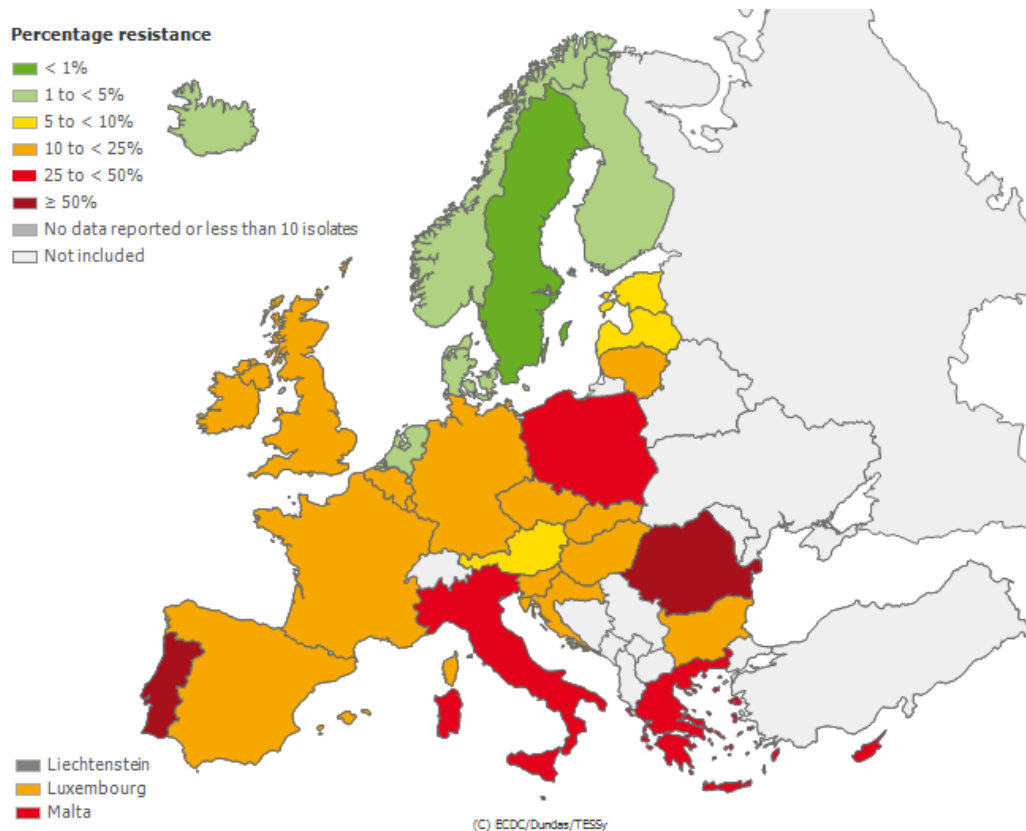 Percentage resistance
< 1%
1 to < 5%
5 to < 10%
10 to < 25%
25 to < 50%
≥ 50%
No data reported or less than 10 isolates
Not included
Liechtenstein
Luxembourg
Malta
(C) ECDC/Dundas/TESSy